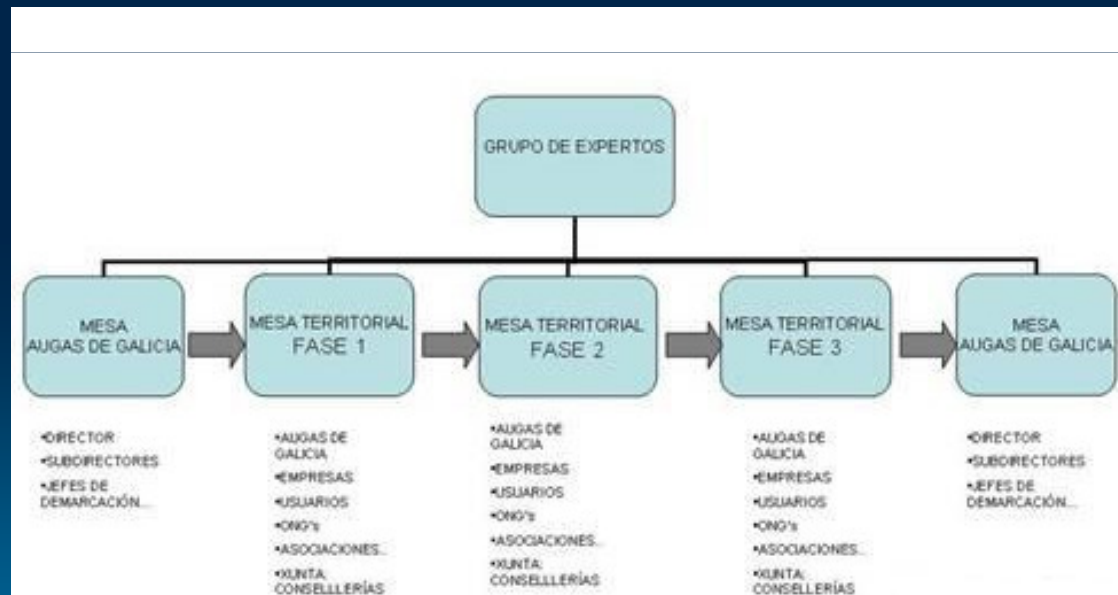 GRUPO DE EXPERTOS
MESA
AUGAS DE GALICIA
MESA TERRITORIAL
FASE 1
MESA TERRITORIAL
FASE 2
MESA TERRITORIAL
FASE 3
MESA
AUGAS DE GALICIA
•DIRECTOR
•SUBDIRECTORES
•JEFES DE
DEMARCACIÓN...
•AUGAS DE
GALICIA
•EMPRESAS
•USUARIOS
•ONG's
•ASOCIACIONES...
•XUNTA:
CONSELLLERÍAS
•AUGAS DE
GALICIA
•EMPRESAS
•USUARIOS
•ONG's
•ASOCIACIONES...
•XUNTA:
CONSELLLERÍAS
•AUGAS DE
GALICIA
•EMPRESAS
•USUARIOS
•ONG's
•ASOCIACIONES...
•XUNTA:
CONSELLLERÍAS
•DIRECTOR
•SUBDIRECTORES
•JEFES DE
DEMARCACIÓN...